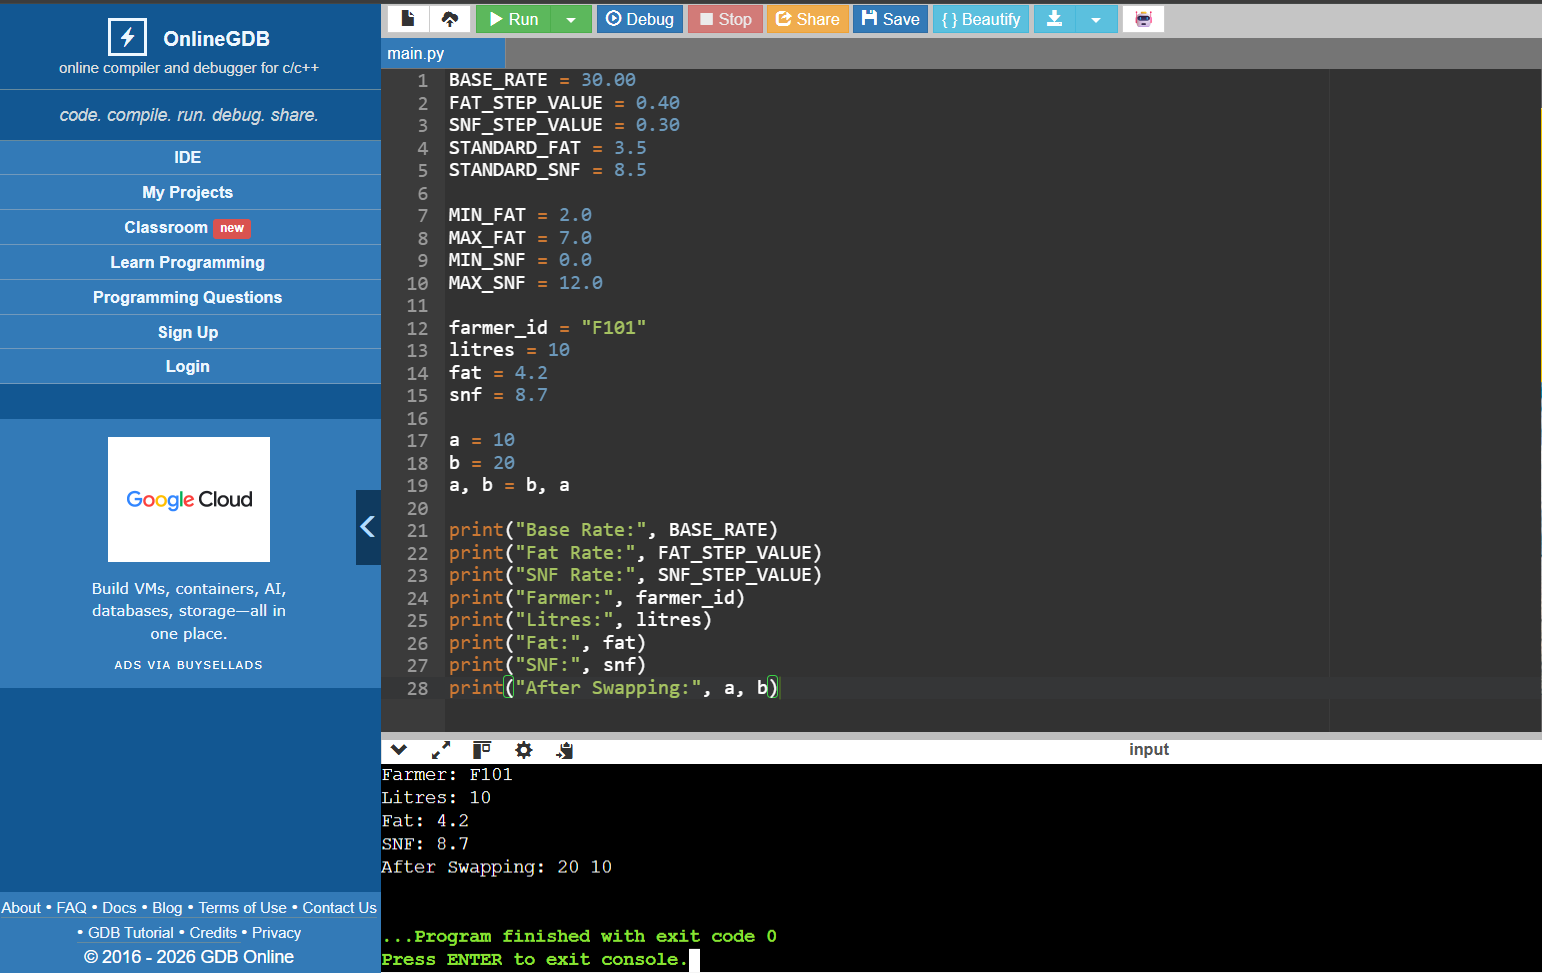 OnlineGDB
online compiler and debugger for c/c++
code. compile. run. debug. share.
IDE
My Projects
Classroom new
Learn Programming
Programming Questions
Sign Up
Login
Google Cloud
Build VMs, containers, AI,
databases, storage—all in
one place.
ADS VIA BUYSELLADS
About • FAQ • Docs • Blog • Terms of Use • Contact Us
• GDB Tutorial • Credits • Privacy
© 2016 - 2026 GDB Online
Run Debug Stop Share Save { } Beautify
main.py
1 BASE_RATE = 30.00
2 FAT_STEP_VALUE = 0.40
3 SNF_STEP_VALUE = 0.30
4 STANDARD_FAT = 3.5
5 STANDARD_SNF = 8.5
6
7 MIN_FAT = 2.0
8 MAX_FAT = 7.0
9 MIN_SNF = 0.0
10 MAX_SNF = 12.0
11
12 farmer_id = "F101"
13 litres = 10
14 fat = 4.2
15 snf = 8.7
16
17 a = 10
18 b = 20
19 a, b = b, a
20
21 print("Base Rate:", BASE_RATE)
22 print("Fat Rate:", FAT_STEP_VALUE)
23 print("SNF Rate:", SNF_STEP_VALUE)
24 print("Farmer:", farmer_id)
25 print("Litres:", litres)
26 print("Fat:", fat)
27 print("SNF:", snf)
28 print("After Swapping:", a, b)
input
Farmer: F101
Litres: 10
Fat: 4.2
SNF: 8.7
After Swapping: 20 10
...Program finished with exit code 0
Press ENTER to exit console.